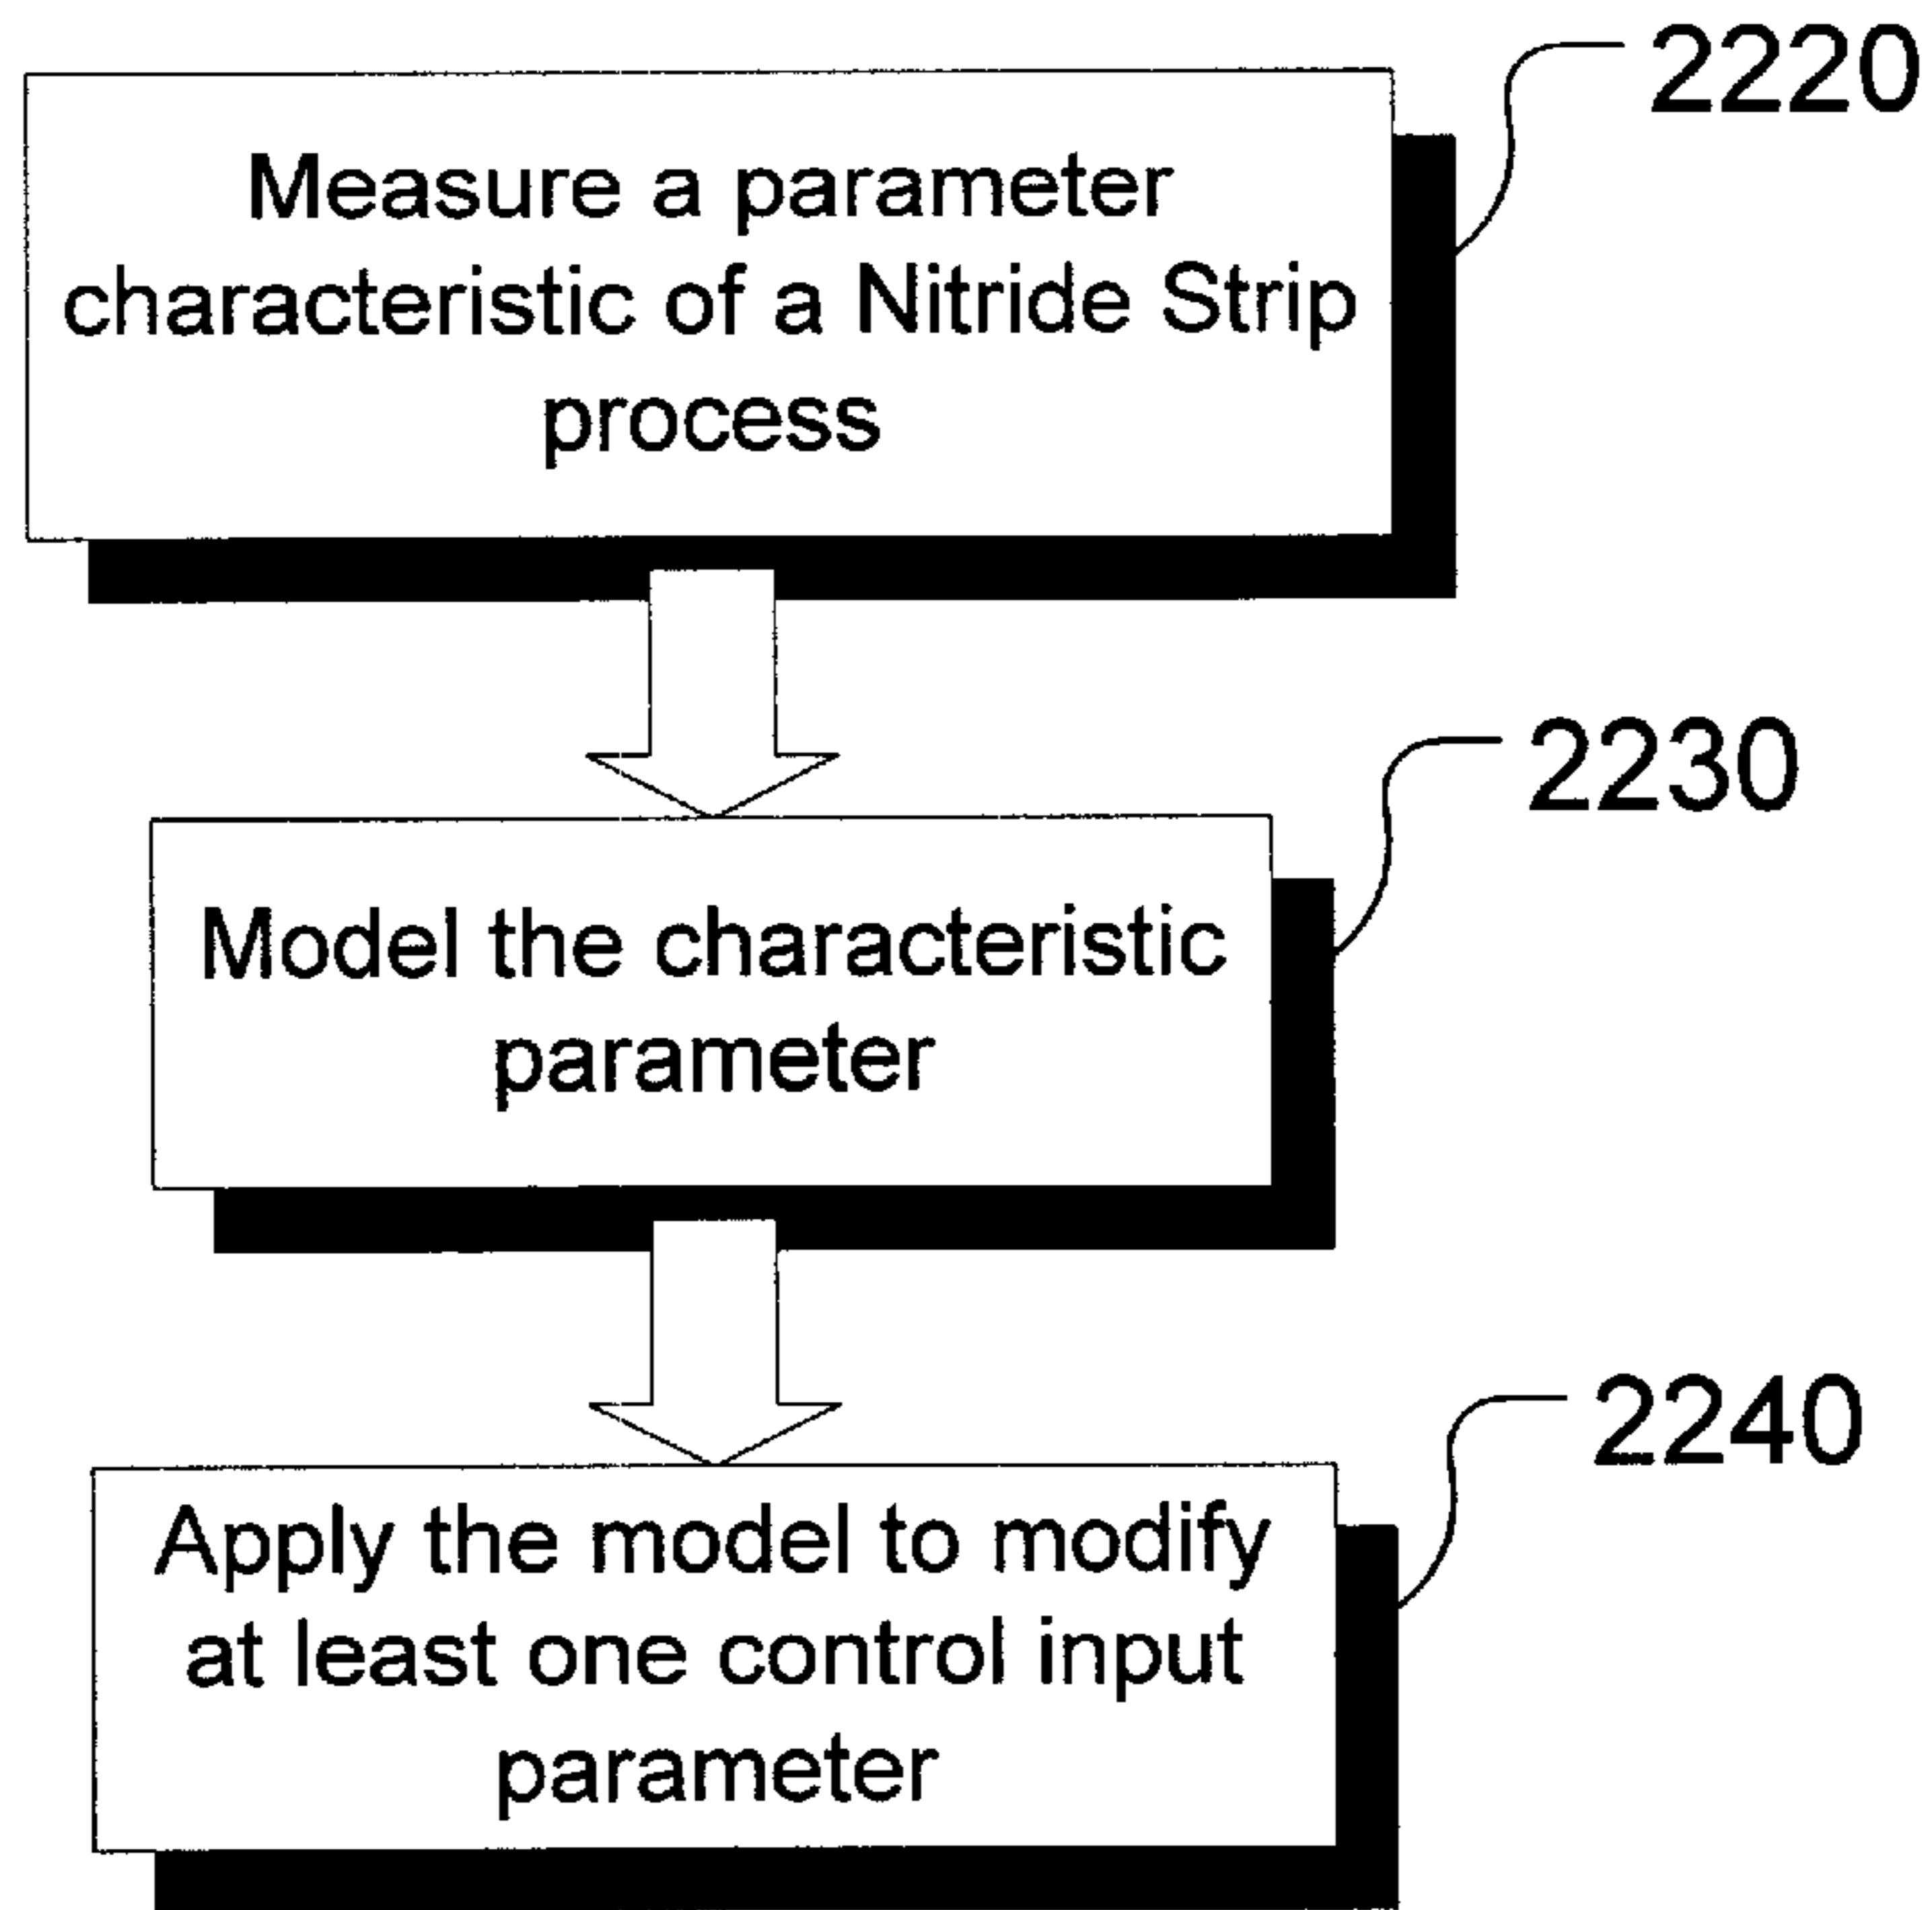 2220
Measure a parameter
characteristic of a Nitride Strip
process
2230
Model the characteristic
parameter
2240
Apply the model to modify
at least one control input
parameter